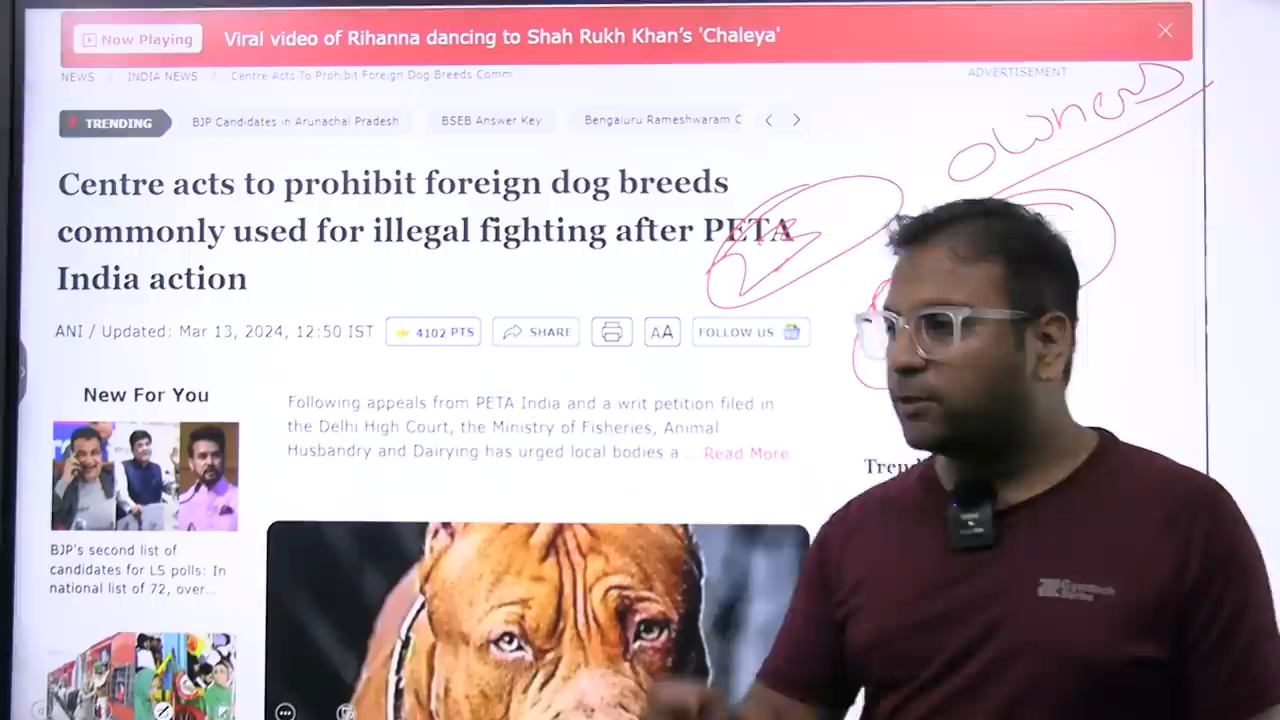 Now Playing
Viral video of Rihanna dancing to Shah Rukh Khan's 'Chaleya'
NEWS / INDIA NEWS / Centre Acts To Prohibit Foreign Dog Breeds Comm
ADVERTISEMENT
TRENDING
BJP Candidates in Arunachal Pradesh
BSEB Answer Key
Bengaluru Rameshwaram C
owners
Centre acts to prohibit foreign dog breeds
commonly used for illegal fighting after PETA
India action
23
ANI / Updated: Mar 13, 2024, 12:50 IST
4102 PTS
SHARE
AA
FOLLOW US
New For You
Following appeals from PETA India and a writ petition filed in
the Delhi High Court, the Ministry of Fisheries, Animal
Husbandry and Dairying has urged local bodies a... Read More
BJP's second list of
candidates for LS polls: In
national list of 72, over...